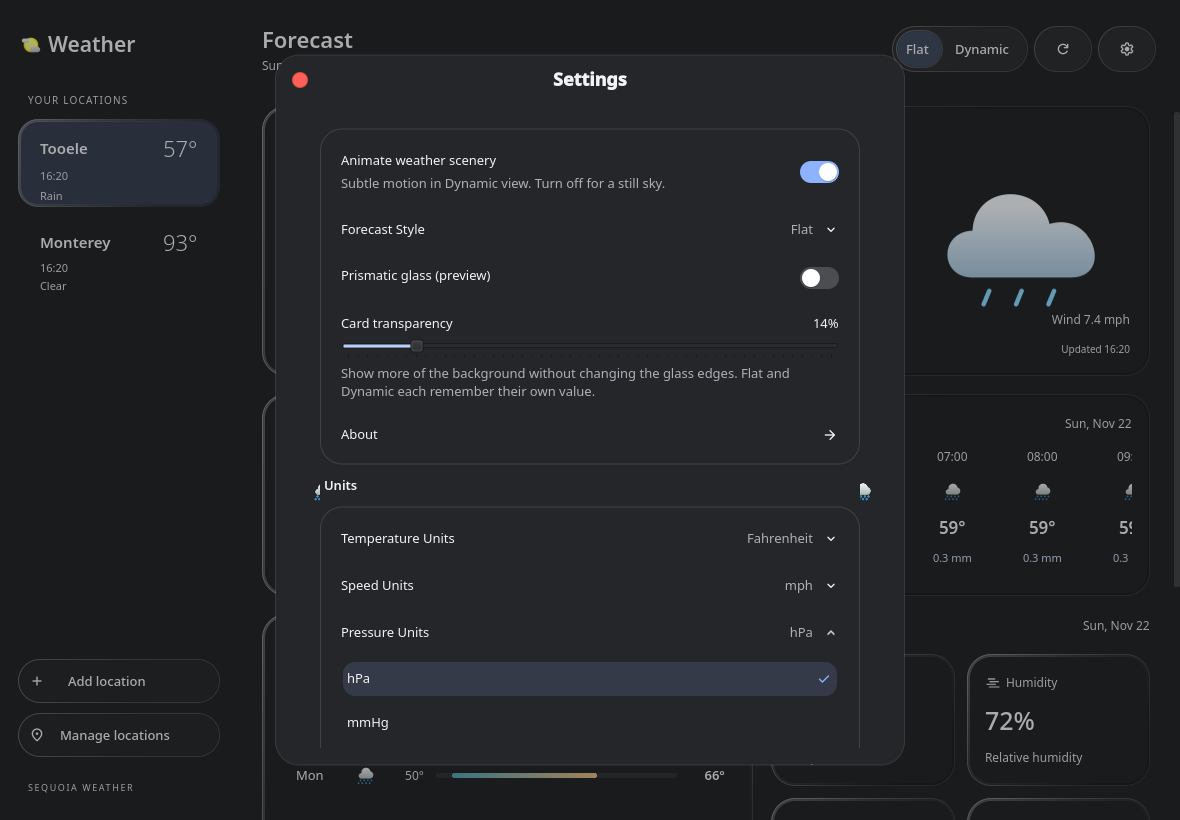 Weather
YOUR LOCATIONS
Tooele
57°
16:20
Rain
Monterey
93°
16:20
Clear
Add location
Manage locations
SEQUOIA WEATHER
Forecast
Flat
Dynamic
Settings
Animate weather scenery
Subtle motion in Dynamic view. Turn off for a still sky.
Forecast Style
Flat
Prismatic glass (preview)
Card transparency
14%
Show more of the background without changing the glass edges. Flat and
Dynamic each remember their own value.
About
Units
Temperature Units
Fahrenheit
Speed Units
mph
Pressure Units
hPa
hPa
mmHg
Wind 7.4 mph
Updated 16:20
Sun, Nov 22
07:00
08:00
59°
59°
0.3 mm
0.3 mm
0.3
Sun, Nov 22
Humidity
72%
Relative humidity
Mon
50°
66°